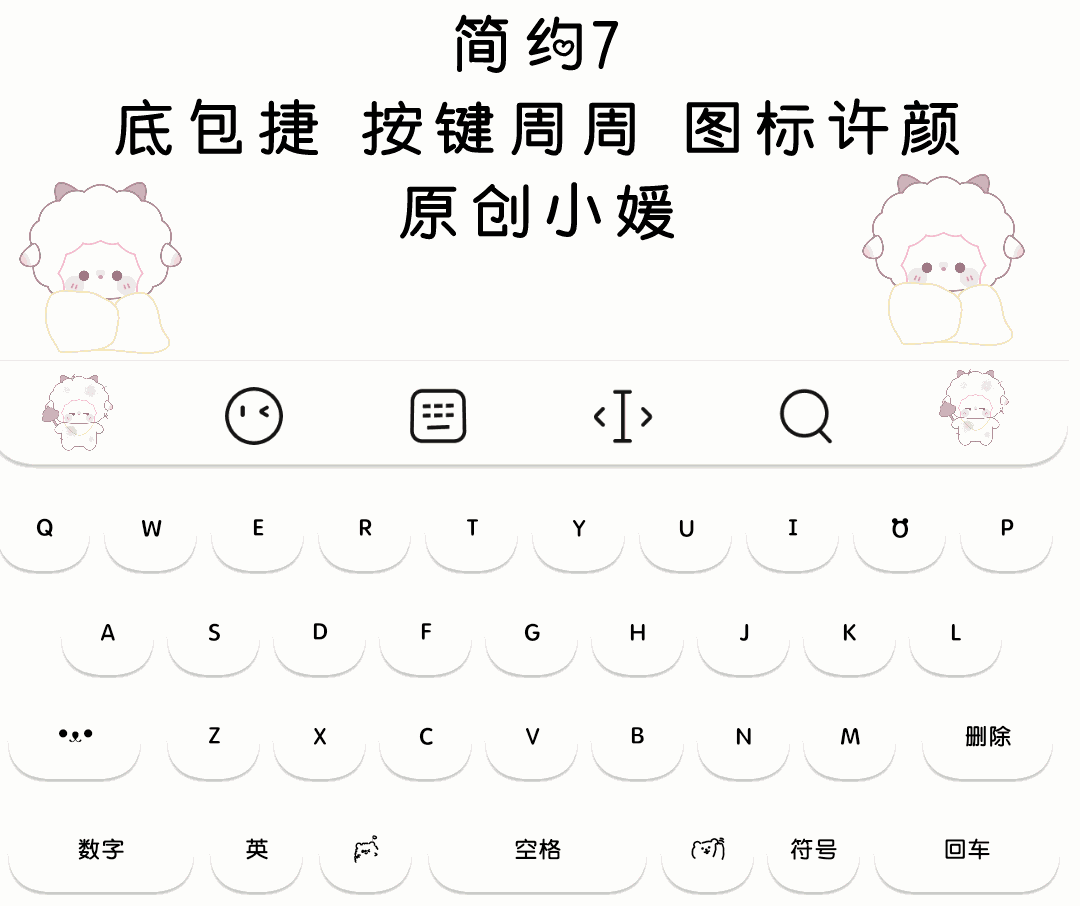 简约7
底包捷 按键周周 图标许颜
原创小媛
Q W E R T Y U I O P
A S D F G H J K L
Z X C V B N M 删除
数字 英 空格 符号 回车